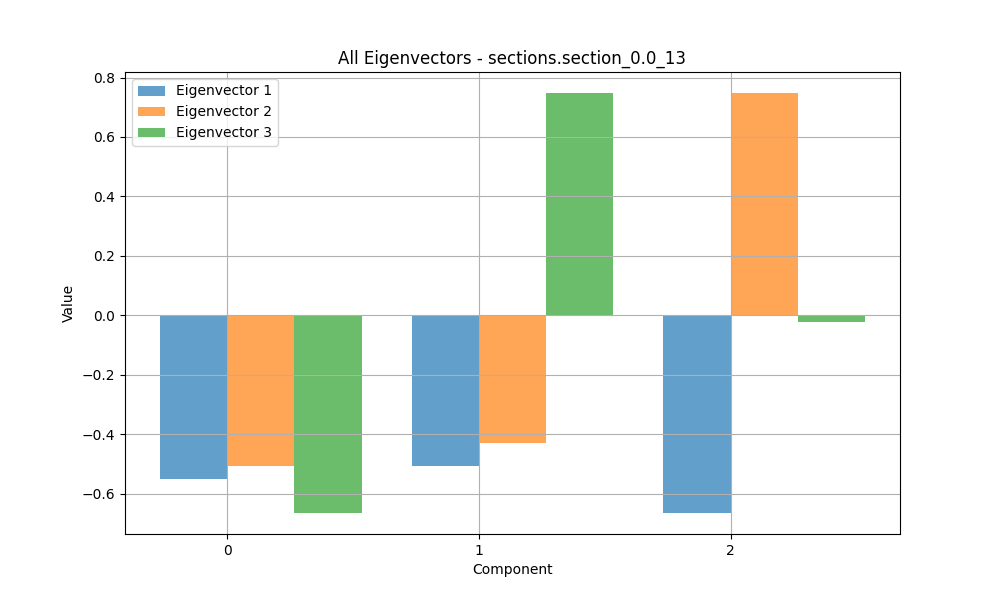 All Eigenvectors - sections.section_0.0_13
Eigenvector 1
Eigenvector 2
Eigenvector 3
0.8
0.6
0.4
0.2
0.0
−0.2
−0.4
−0.6
Value
0
1
2
Component